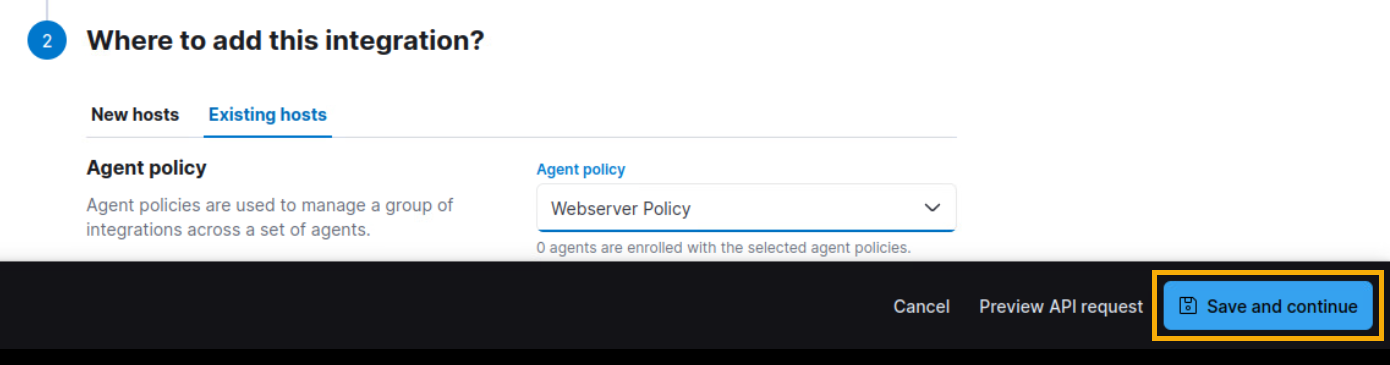 2 Where to add this integration?
New hosts Existing hosts
Agent policy
Agent policies are used to manage a group of
integrations across a set of agents.
Agent policy
Webserver Policy
0 agents are enrolled with the selected agent policies.
Cancel Preview API request Save and continue